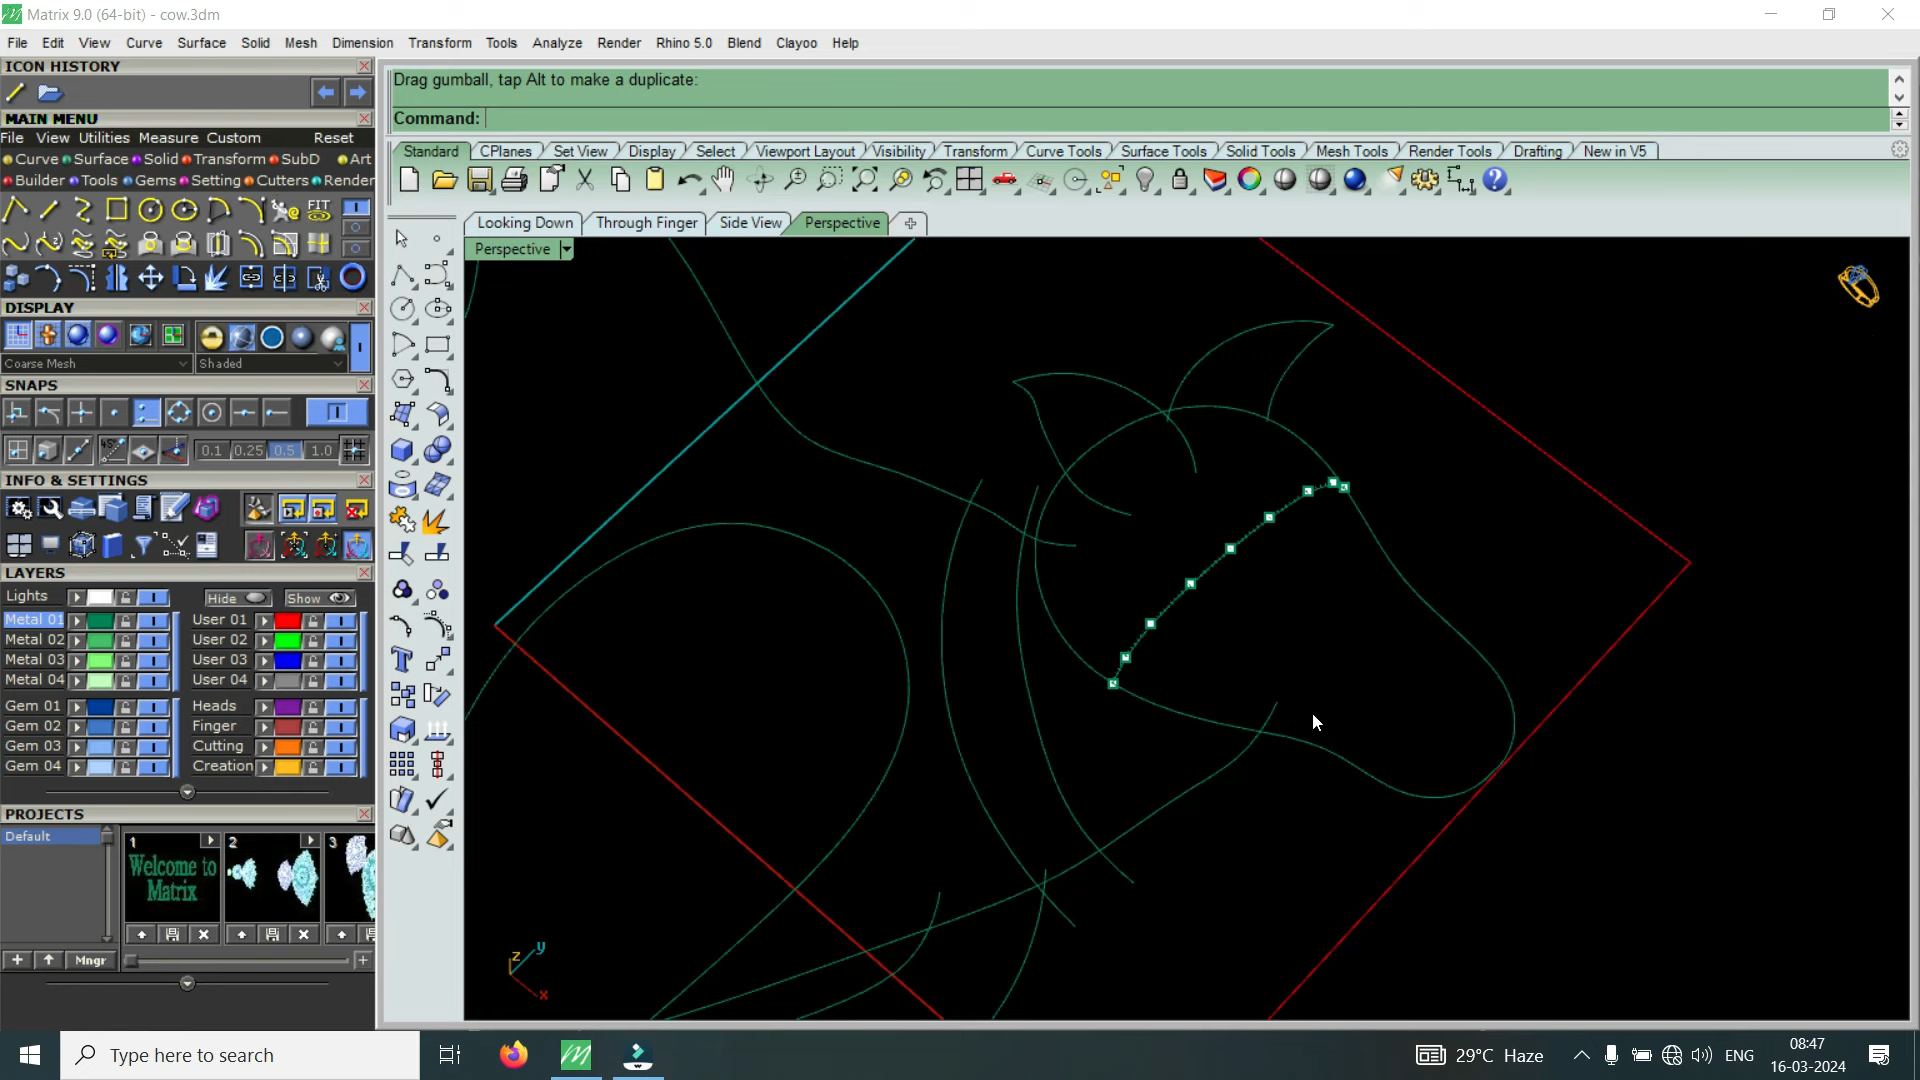 Matrix 9.0 (64-bit) - cow.3dm
File Edit View Curve Surface Solid Mesh Dimension Transform Tools Analyze Render Rhino 5.0 Blend Clayoo Help
ICON HISTORY
Drag gumball, tap Alt to make a duplicate:
Command:
MAIN MENU
File View Utilities Measure Custom Reset
Curve Surface Solid Transform SubD Art
Builder Tools Gems Setting Cutters Render
FIT
Standard CPlanes Set View Display Select Viewport Layout Visibility Transform Curve Tools Surface Tools Solid Tools Mesh Tools Render Tools Drafting New in V5
Looking Down Through Finger Side View Perspective
Perspective
DISPLAY
Coarse Mesh Shaded
SNAPS
0.1 0.25 0.5 1.0
INFO & SETTINGS
LAYERS
Lights Hide Show
Metal 01 User 01
Metal 02 User 02
Metal 03 User 03
Metal 04 User 04
Gem 01 Heads
Gem 02 Finger
Gem 03 Cutting
Gem 04 Creation
PROJECTS
Default
1 2 3
Welcome to
Matrix
Mngr
z y
x
Type here to search
29°C Haze
ENG
08:47
16-03-2024